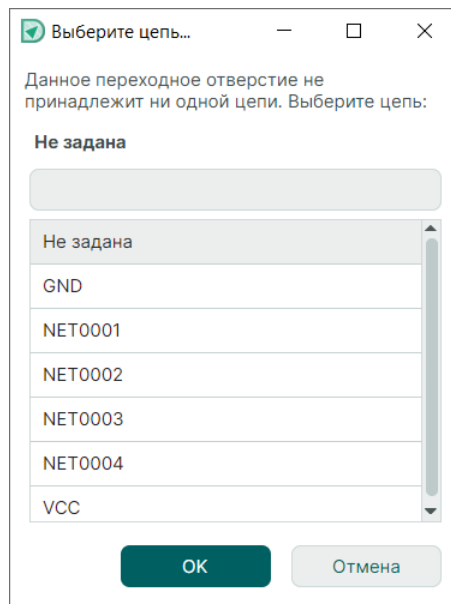 Выберите цепь...
Данное переходное отверстие не
принадлежит ни одной цепи. Выберите цепь:
Не задана
Не задана
GND
NET0001
NET0002
NET0003
NET0004
VCC
OK
Отмена